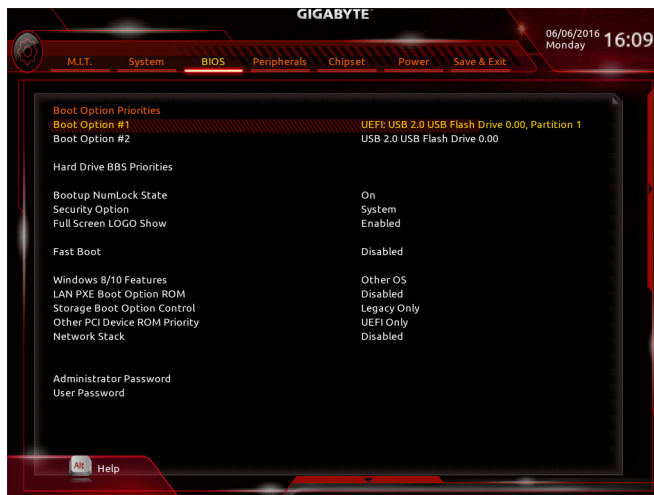 GIGABYTE™
06/06/2016
Monday
16:09
M.I.T. System BIOS Peripherals Chipset Power Save & Exit
Boot Option Priorities
Boot Option #1 UEFI: USB 2.0 USB Flash Drive 0.00, Partition 1
Boot Option #2 USB 2.0 USB Flash Drive 0.00
Hard Drive BBS Priorities
Bootup NumLock State On
Security Option System
Full Screen LOGO Show Enabled
Fast Boot Disabled
Windows 8/10 Features Other OS
LAN PXE Boot Option ROM Disabled
Storage Boot Option Control Legacy Only
Other PCI Device ROM Priority UEFI Only
Network Stack Disabled
Administrator Password
User Password
Alt Help